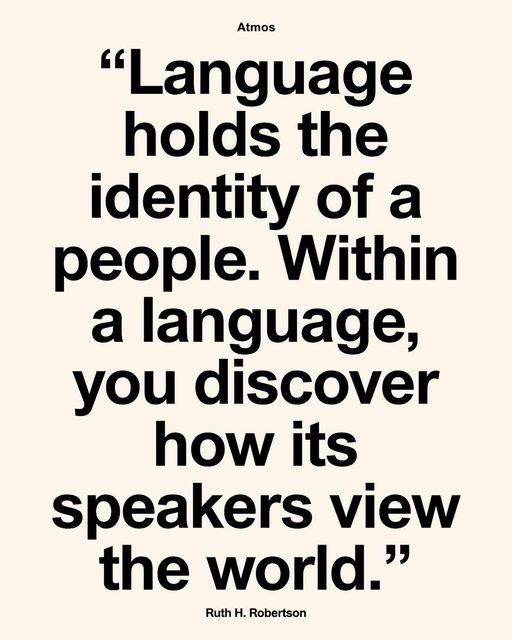 Atmos
“Language
holds the
identity of a
people. Within
a language,
you discover
how its
speakers view
the world.”
Ruth H. Robertson